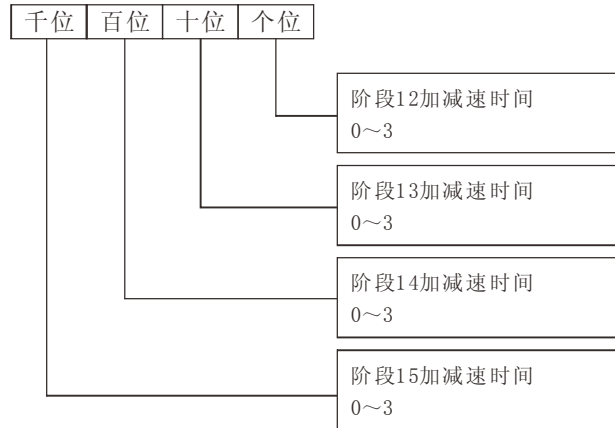 千位 百位 十位 个位
阶段12加减速时间
0～3
阶段13加减速时间
0～3
阶段14加减速时间
0～3
阶段15加减速时间
0～3